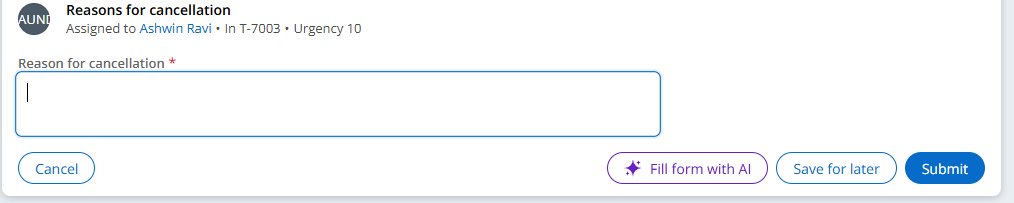 AUND
Reasons for cancellation
Assigned to Ashwin Ravi • In T-7003 • Urgency 10
Reason for cancellation *
Cancel
Fill form with AI
Save for later
Submit